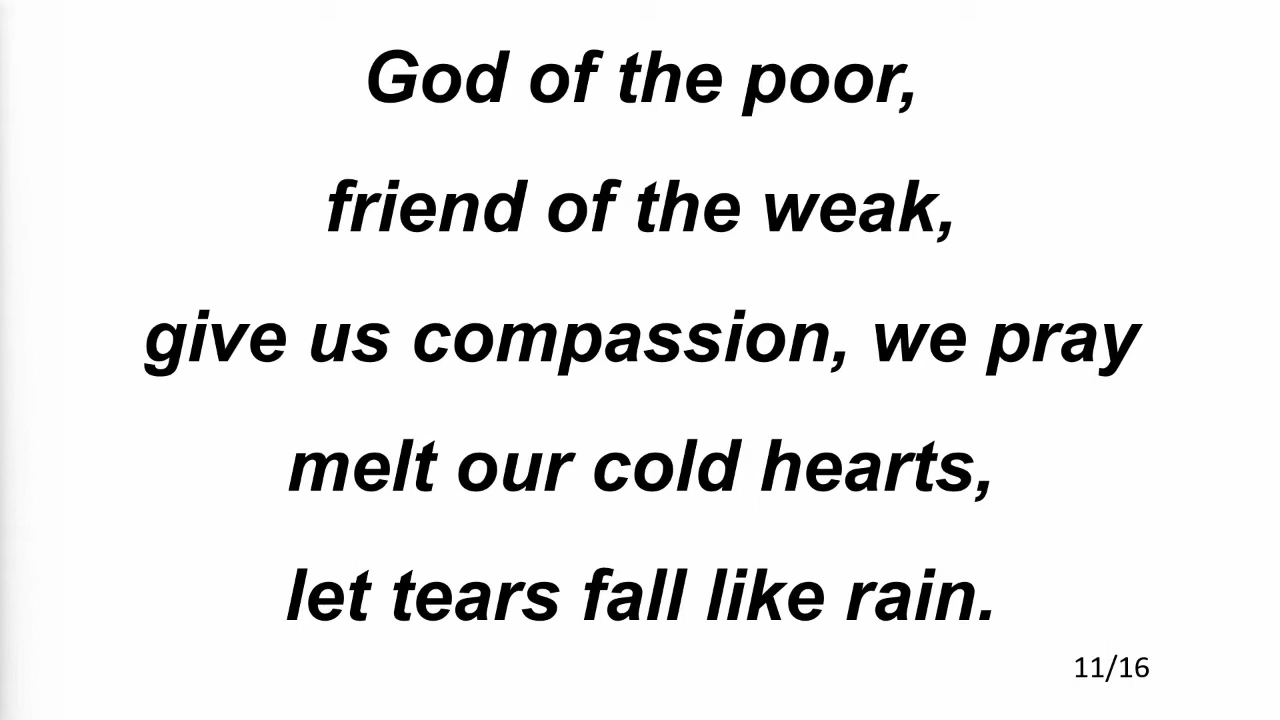 God of the poor,
friend of the weak,
give us compassion, we pray
melt our cold hearts,
let tears fall like rain.
11/16